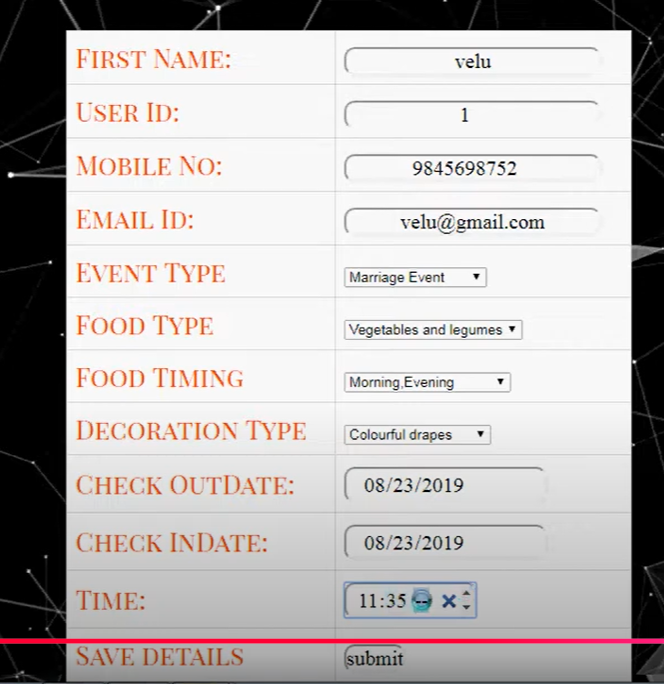 FIRST NAME: velu
USER ID: 1
MOBILE NO: 9845698752
EMAIL ID: velu@gmail.com
EVENT TYPE Marriage Event
FOOD TYPE Vegetables and legumes
FOOD TIMING Morning,Evening
DECORATION TYPE Colourful drapes
CHECK OUTDATE: 08/23/2019
CHECK INDATE: 08/23/2019
TIME: 11:35
SAVE DETAILS submit